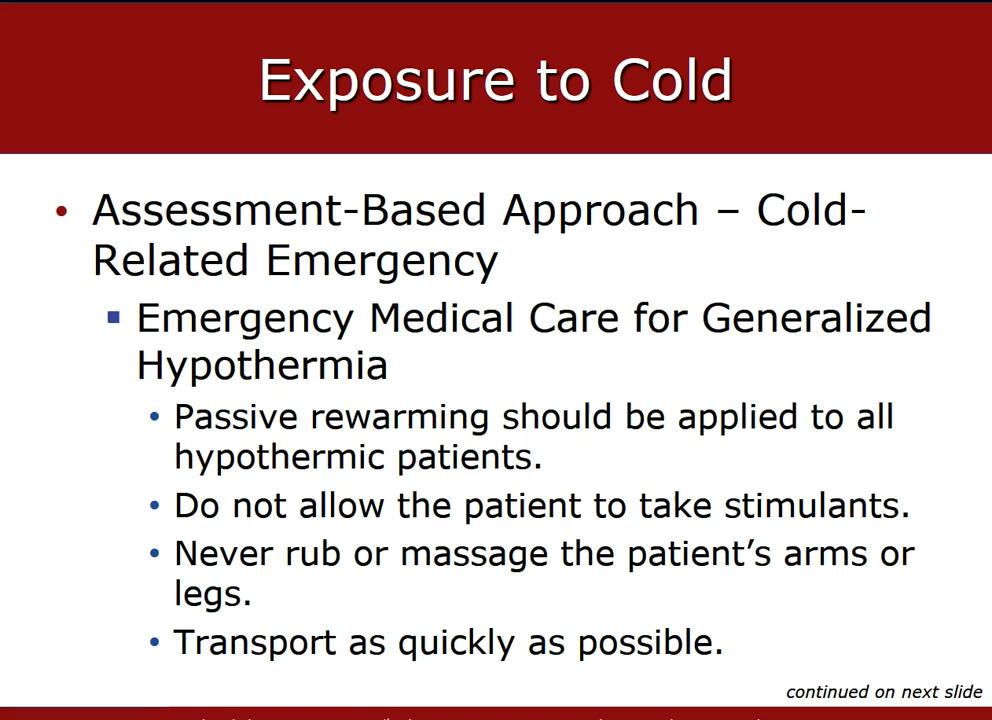 Exposure to Cold
• Assessment-Based Approach – Cold-
Related Emergency
▪ Emergency Medical Care for Generalized
Hypothermia
• Passive rewarming should be applied to all
hypothermic patients.
• Do not allow the patient to take stimulants.
• Never rub or massage the patient’s arms or
legs.
• Transport as quickly as possible.
continued on next slide